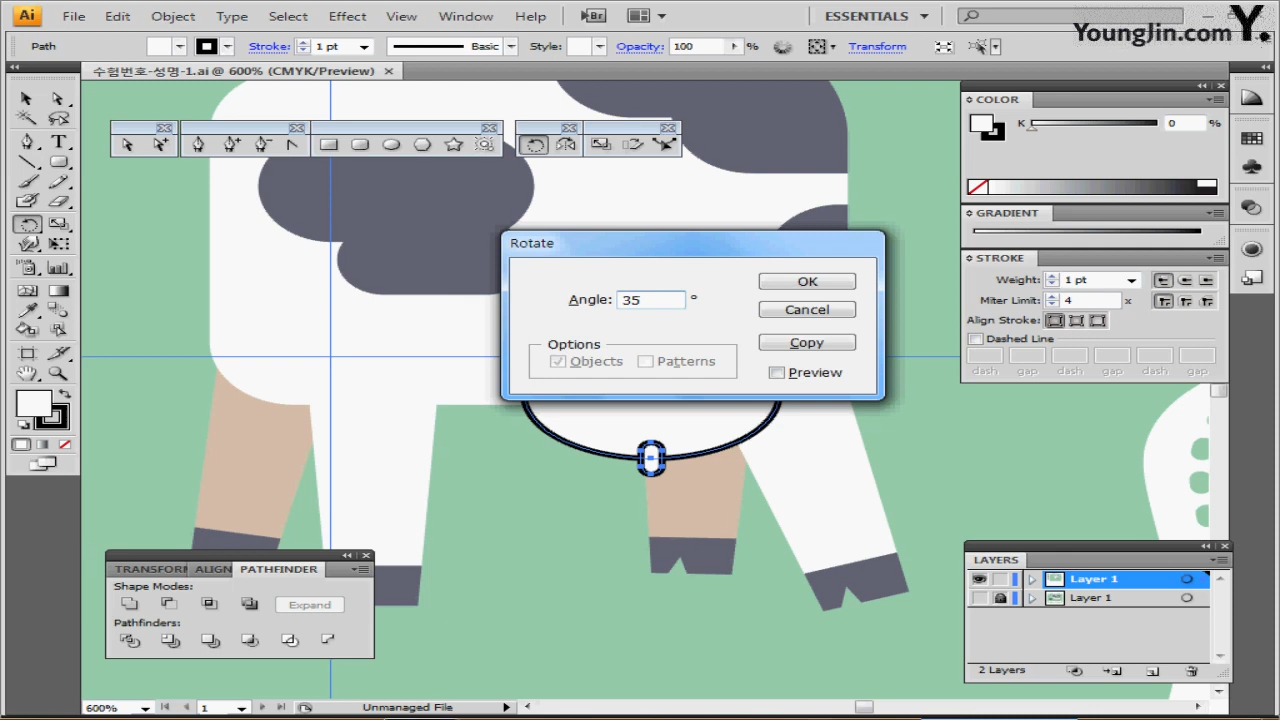 Ai File Edit Object Type Select Effect View Window Help Br ESSENTIALS
YoungJin.com Y.
Path Stroke: 1 pt Basic Style: Opacity: 100 % Transform
수험번호-성명-1.ai @ 600% (CMYK/Preview)
COLOR
K 0 %
GRADIENT
STROKE
Weight: 1 pt
Miter Limit: 4 x
Align Stroke:
Dashed Line
dash gap dash gap dash gap
Rotate
Angle: 35 °
OK
Cancel
Copy
Preview
Options
Objects Patterns
TRANSFORM ALIGN PATHFINDER
Shape Modes:
Expand
Pathfinders:
LAYERS
Layer 1
Layer 1
2 Layers
600% 1 Unmanaged File